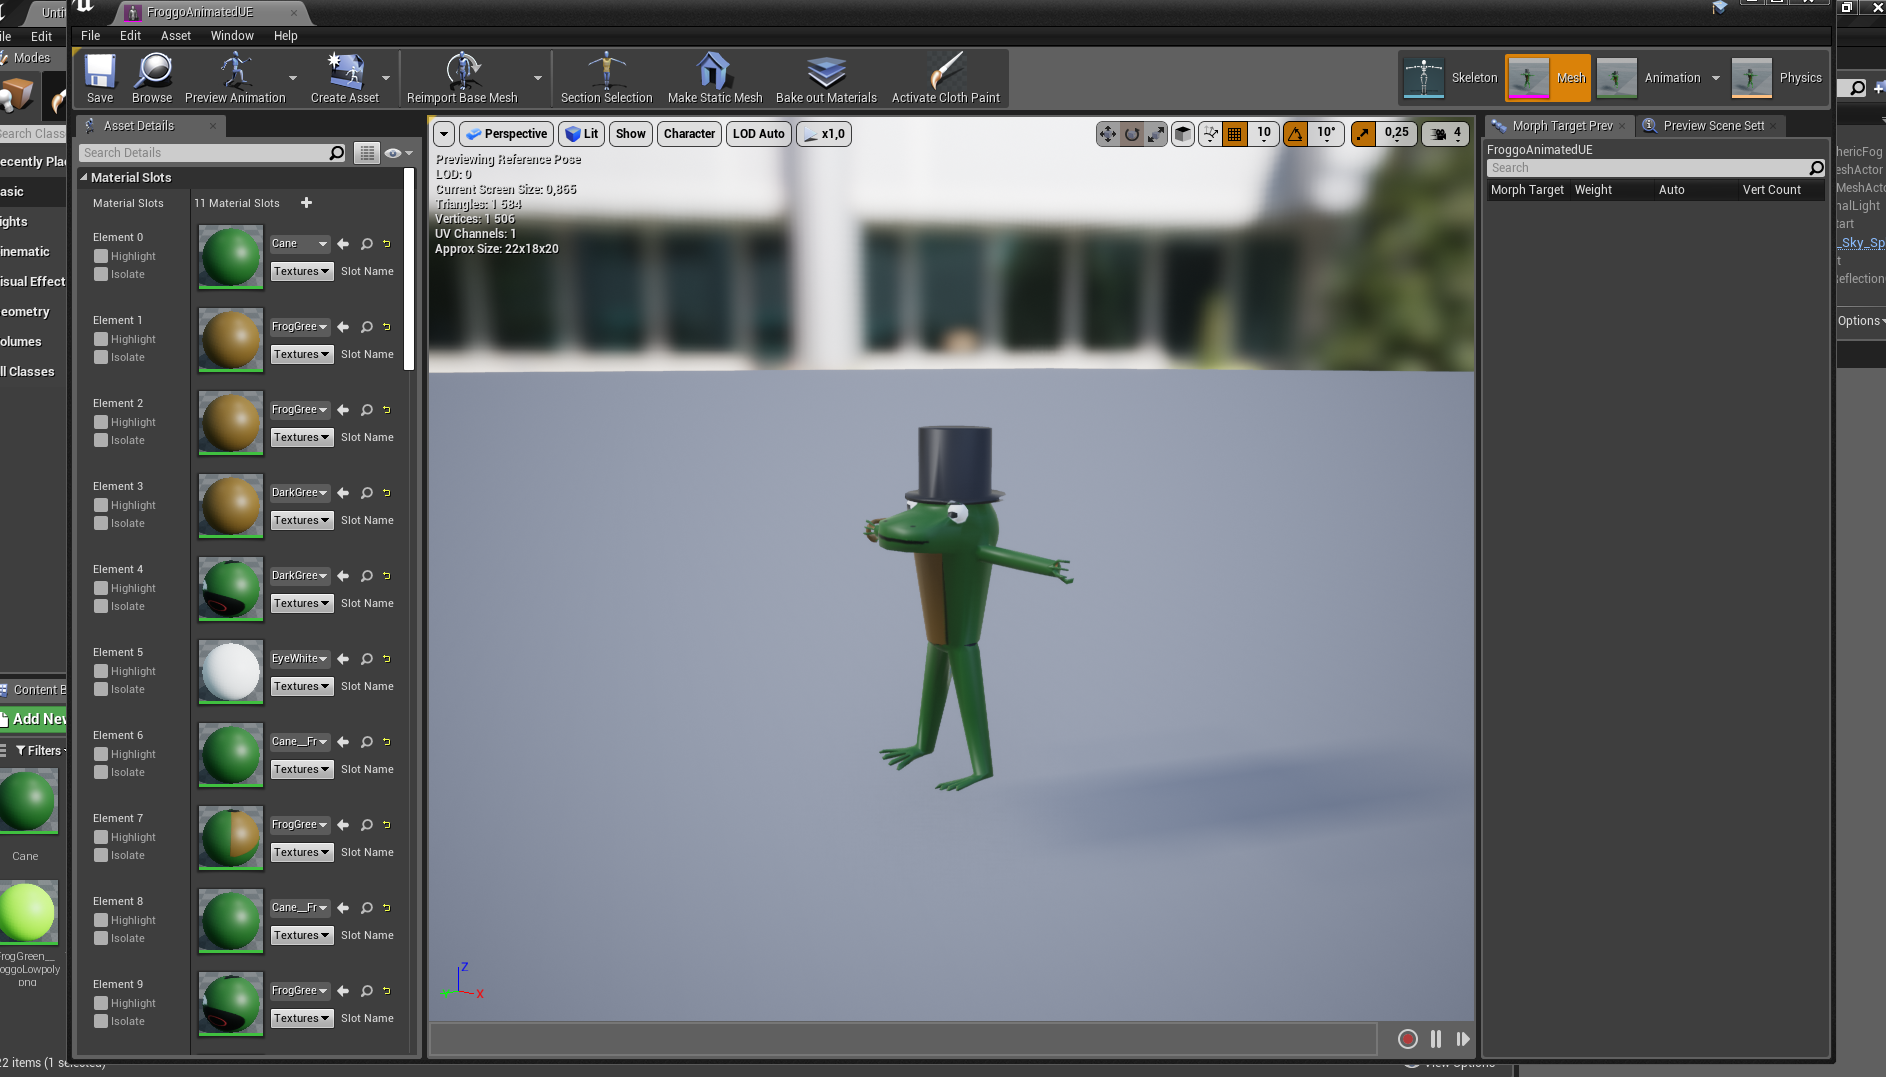 Unti
FroggoAnimatedUE
File Edit Asset Window Help
ile Edit
Modes
Save
Browse
Preview Animation
Create Asset
Reimport Base Mesh
Section Selection
Make Static Mesh
Bake out Materials
Activate Cloth Paint
Skeleton
Mesh
Animation
Physics
Search Class
ecently Pla
asic
ights
inematic
isual Effect
eometry
olumes
ll Classes
Content B
Add New
Filters
Cane
rogGreen__
oggoLowpoly
png
22 items (1 selected)
Asset Details
Search Details
Material Slots
Material Slots
11 Material Slots
Element 0
Highlight
Isolate
Cane
Textures
Slot Name
Element 1
Highlight
Isolate
FrogGree
Textures
Slot Name
Element 2
Highlight
Isolate
FrogGree
Textures
Slot Name
Element 3
Highlight
Isolate
DarkGree
Textures
Slot Name
Element 4
Highlight
Isolate
DarkGree
Textures
Slot Name
Element 5
Highlight
Isolate
EyeWhite
Textures
Slot Name
Element 6
Highlight
Isolate
Cane__Fr
Textures
Slot Name
Element 7
Highlight
Isolate
FrogGree
Textures
Slot Name
Element 8
Highlight
Isolate
Cane__Fr
Textures
Slot Name
Element 9
Highlight
Isolate
FrogGree
Textures
Slot Name
Perspective Lit Show Character LOD Auto x1,0
10 10° 0,25 4
Previewing Reference Pose
LOD: 0
Current Screen Size: 0,865
Triangles: 1 584
Vertices: 1 506
UV Channels: 1
Approx Size: 22x18x20
Z
X
Morph Target Prev
Preview Scene Sett
FroggoAnimatedUE
Search
Morph Target Weight Auto Vert Count
hericFog
eshActor
MeshActo
nalLight
tart
_Sky_Sp
t
eflection
Options
View Options